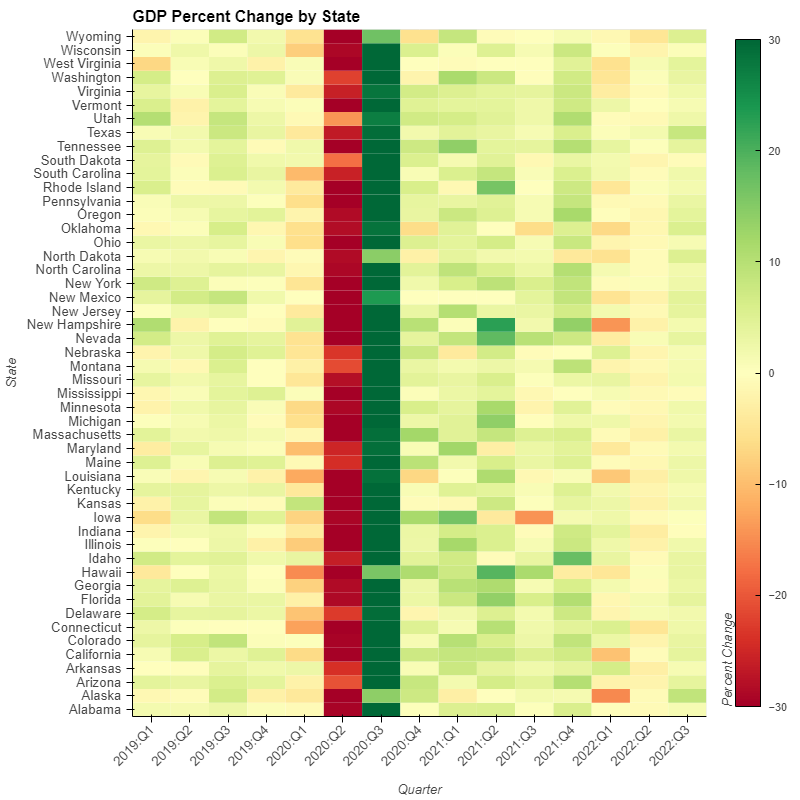 GDP Percent Change by State
State
Wyoming
Wisconsin
West Virginia
Washington
Virginia
Vermont
Utah
Texas
Tennessee
South Dakota
South Carolina
Rhode Island
Pennsylvania
Oregon
Oklahoma
Ohio
North Dakota
North Carolina
New York
New Mexico
New Jersey
New Hampshire
Nevada
Nebraska
Montana
Missouri
Mississippi
Minnesota
Michigan
Massachusetts
Maryland
Maine
Louisiana
Kentucky
Kansas
Iowa
Indiana
Illinois
Idaho
Hawaii
Georgia
Florida
Delaware
Connecticut
Colorado
California
Arkansas
Arizona
Alaska
Alabama
2019:Q1
2019:Q2
2019:Q3
2019:Q4
2020:Q1
2020:Q2
2020:Q3
2020:Q4
2021:Q1
2021:Q2
2021:Q3
2021:Q4
2022:Q1
2022:Q2
2022:Q3
Quarter
Percent Change
30
20
10
0
−10
−20
−30